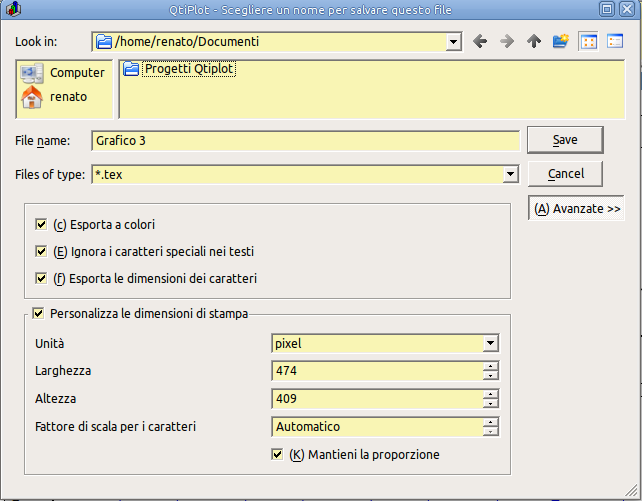 QtiPlot - Scegliere un nome per salvare questo file
Look in: /home/renato/Documenti
Computer
renato
Progetti Qtiplot
File name: Grafico 3 Save
Files of type: *.tex Cancel
(A) Avanzate >>
(c) Esporta a colori
(E) Ignora i caratteri speciali nei testi
(f) Esporta le dimensioni dei caratteri
Personalizza le dimensioni di stampa
Unità pixel
Larghezza 474
Altezza 409
Fattore di scala per i caratteri Automatico
(K) Mantieni la proporzione